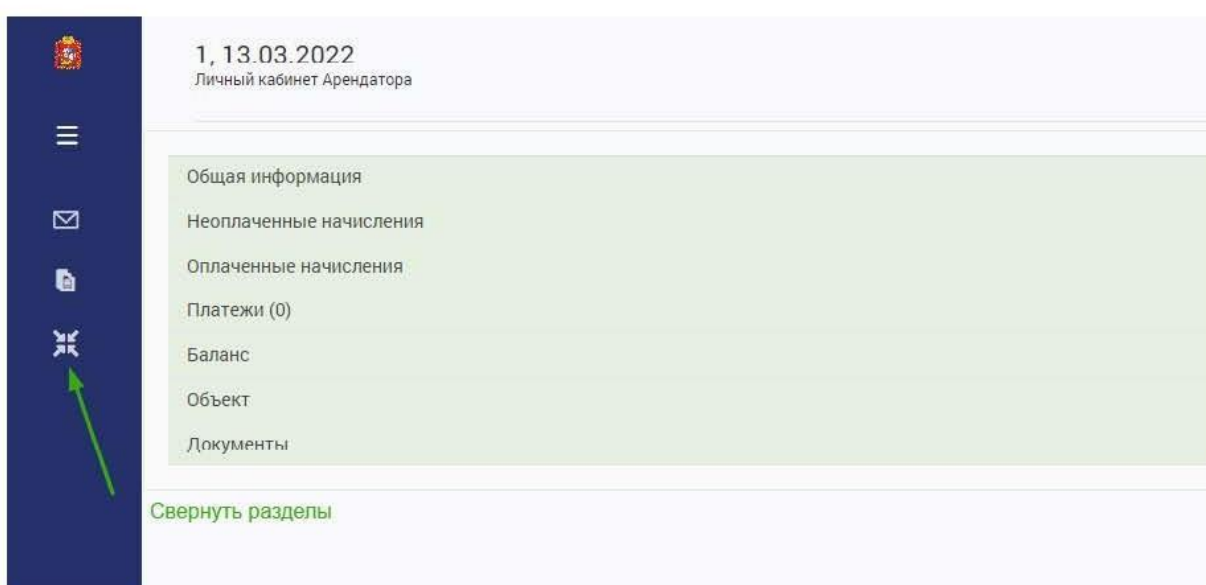 1, 13.03.2022
Личный кабинет Арендатора
Общая информация
Неоплаченные начисления
Оплаченные начисления
Платежи (0)
Баланс
Объект
Документы
Свернуть разделы